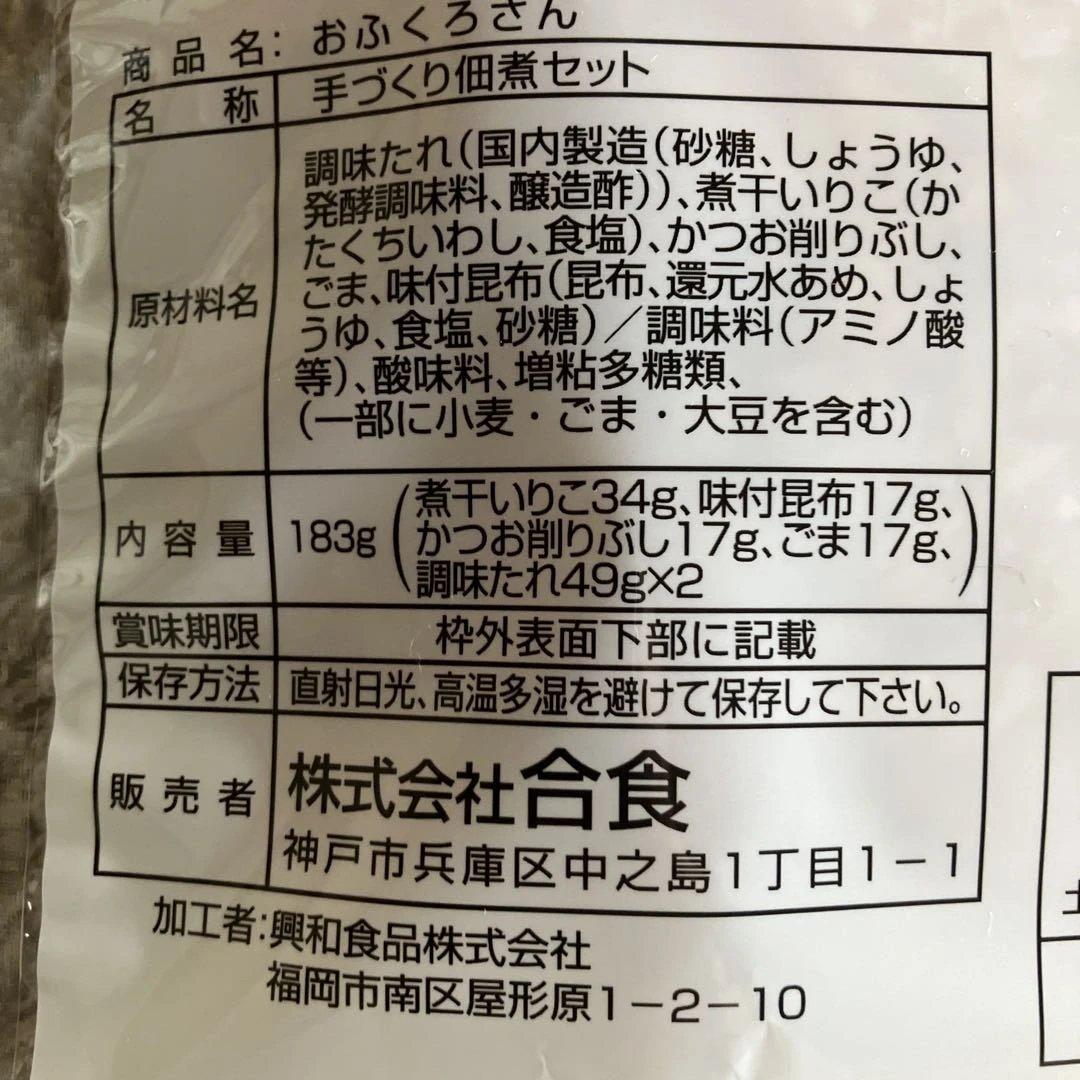 商品名：おふくろさん
名称 手づくり佃煮セット
原材料名
調味たれ（国内製造（砂糖、しょうゆ、
発酵調味料、醸造酢））、煮干いりこ（か
たくちいわし、食塩）、かつお削りぶし、
ごま、味付昆布（昆布、還元水あめ、しょ
うゆ、食塩、砂糖）／調味料（アミノ酸
等）、酸味料、増粘多糖類、
（一部に小麦・ごま・大豆を含む）
内容量
183g
煮干いりこ34g、味付昆布17g、
かつお削りぶし17g、ごま17g、
調味たれ49g×2
賞味期限 枠外表面下部に記載
保存方法 直射日光、高温多湿を避けて保存して下さい。
販売者
株式会社合食
神戸市兵庫区中之島1丁目1－1
加工者：興和食品株式会社
福岡市南区屋形原1－2－10